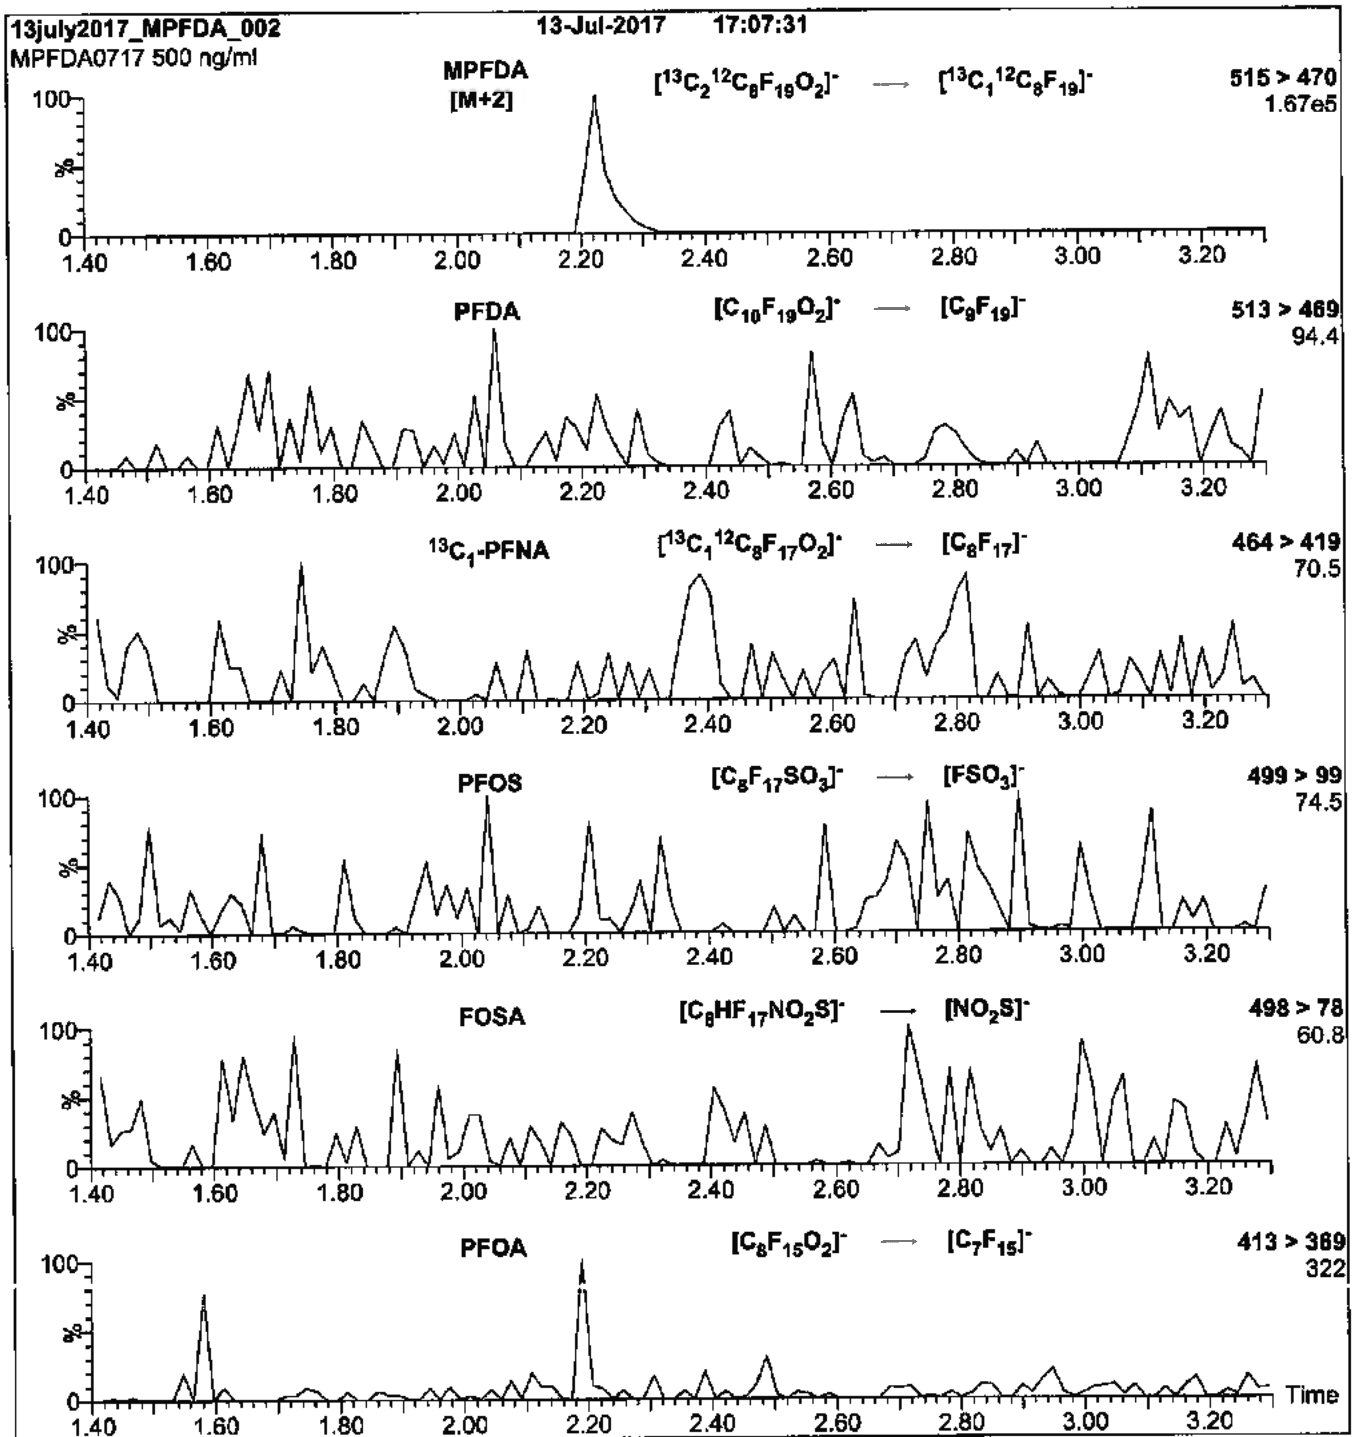 13july2017_MPFDA_002 13-Jul-2017 17:07:31
MPFDA0717 500 ng/ml
MPFDA [¹³C₂¹²C₈F₁₉O₂]⁻ → [¹³C₁¹²C₈F₁₉]⁻ 515 > 470
[M+2] 1.67e5
100
%
0
1.40 1.60 1.80 2.00 2.20 2.40 2.60 2.80 3.00 3.20
PFDA [C₁₀F₁₉O₂]⁻ → [C₉F₁₉]⁻ 513 > 469
94.4
100
%
0
1.40 1.60 1.80 2.00 2.20 2.40 2.60 2.80 3.00 3.20
¹³C₁-PFNA [¹³C₁¹²C₈F₁₇O₂]⁻ → [C₈F₁₇]⁻ 464 > 419
70.5
100
%
0
1.40 1.60 1.80 2.00 2.20 2.40 2.60 2.80 3.00 3.20
PFOS [C₈F₁₇SO₃]⁻ → [FSO₃]⁻ 499 > 99
74.5
100
%
0
1.40 1.60 1.80 2.00 2.20 2.40 2.60 2.80 3.00 3.20
FOSA [C₈HF₁₇NO₂S]⁻ → [NO₂S]⁻ 498 > 78
60.8
100
%
0
1.40 1.60 1.80 2.00 2.20 2.40 2.60 2.80 3.00 3.20
PFOA [C₈F₁₅O₂]⁻ → [C₇F₁₅]⁻ 413 > 369
322
100
%
0
Time
1.40 1.60 1.80 2.00 2.20 2.40 2.60 2.80 3.00 3.20